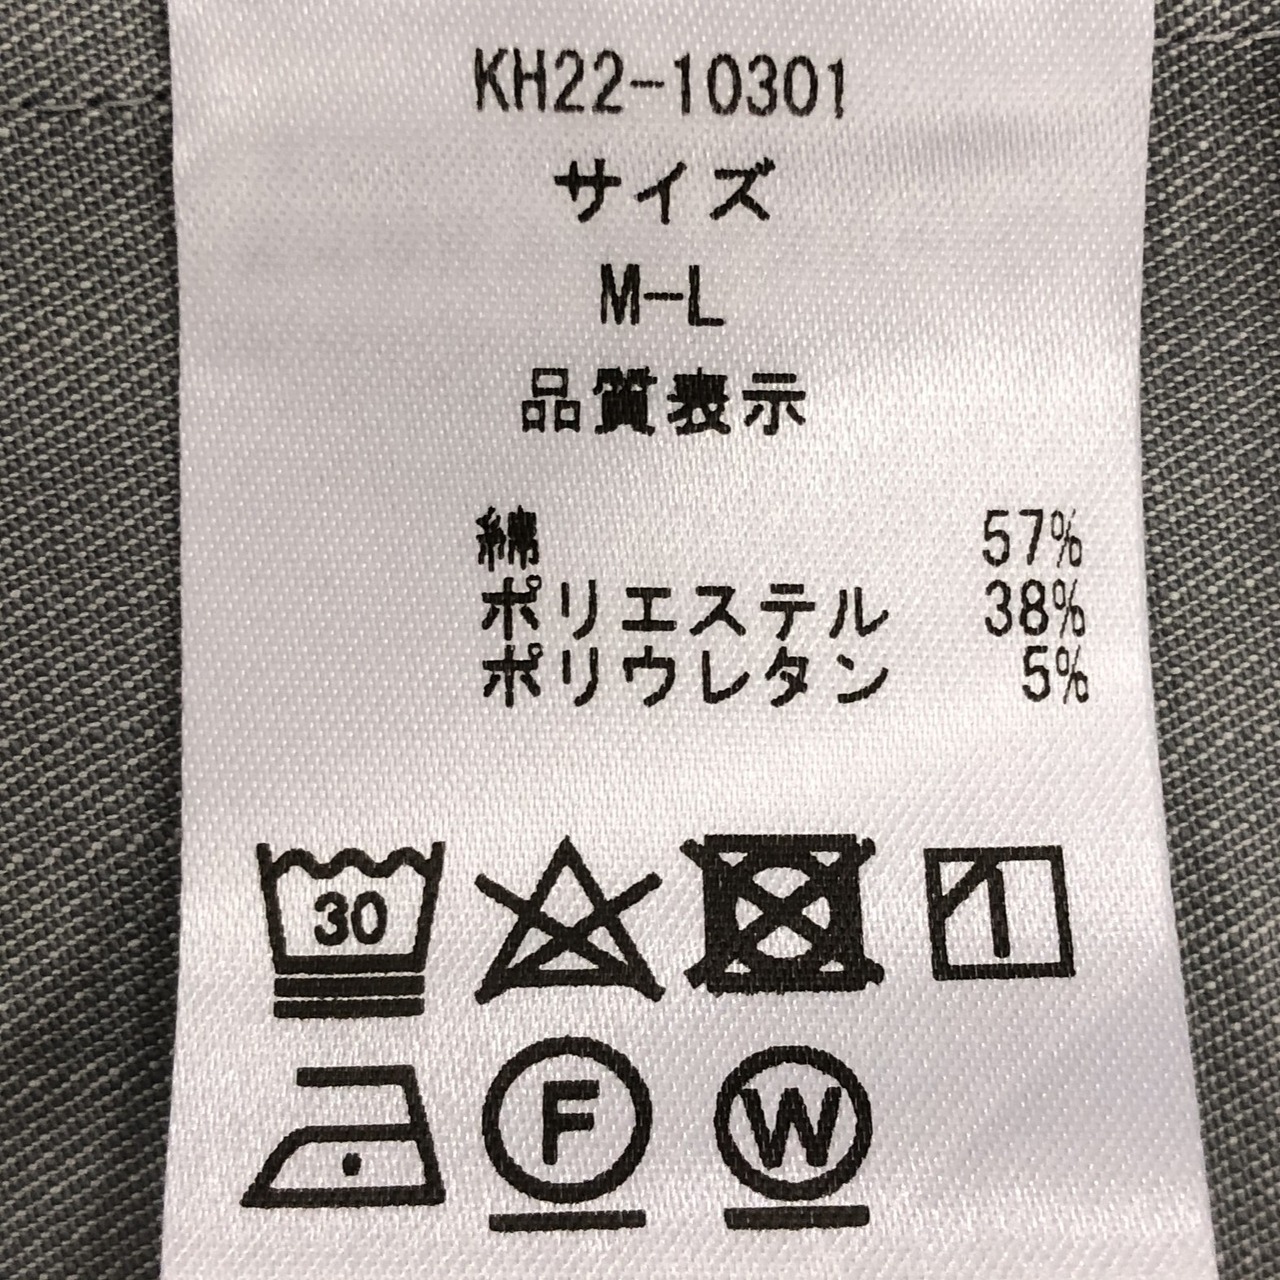 KH22-10301
サイズ
M-L
品質表示
綿 57%
ポリエステル 38%
ポリウレタン 5%
30
F W